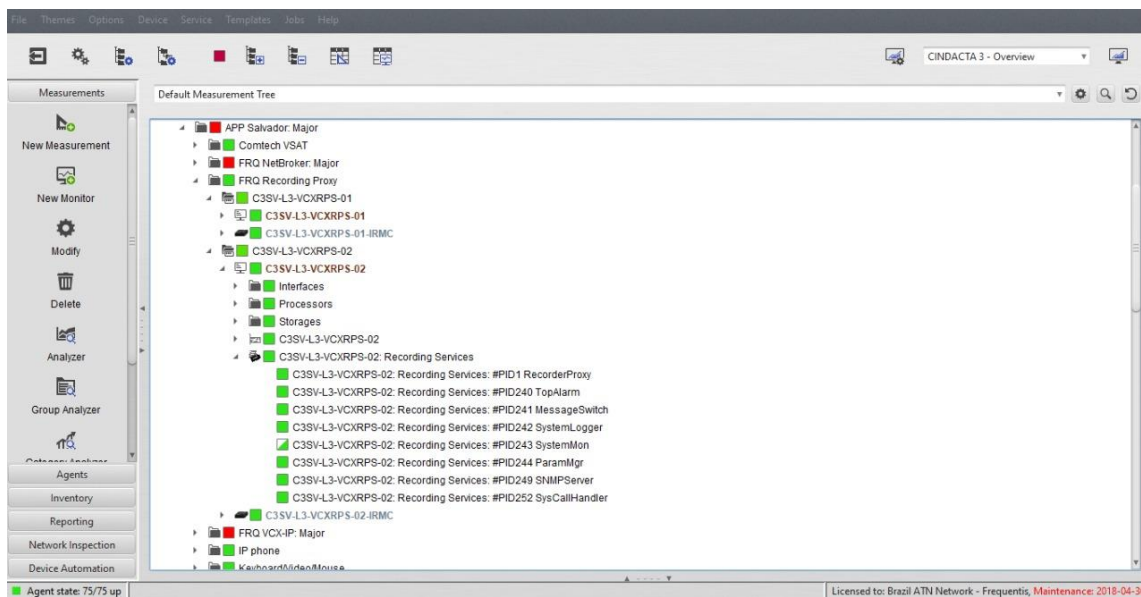 File Themes Options Device Service Templates Jobs Help
CINDACTA 3 - Overview
Measurements
Default Measurement Tree
New Measurement
New Monitor
Modify
Delete
Analyzer
Group Analyzer
Category Analyzer
Agents
Inventory
Reporting
Network Inspection
Device Automation
APP Salvador: Major
Comtech VSAT
FRQ NetBroker: Major
FRQ Recording Proxy
C3SV-L3-VCXRPS-01
C3SV-L3-VCXRPS-01
C3SV-L3-VCXRPS-01-IRMC
C3SV-L3-VCXRPS-02
C3SV-L3-VCXRPS-02
Interfaces
Processors
Storages
C3SV-L3-VCXRPS-02
C3SV-L3-VCXRPS-02: Recording Services
C3SV-L3-VCXRPS-02: Recording Services: #PID1 RecorderProxy
C3SV-L3-VCXRPS-02: Recording Services: #PID240 TopAlarm
C3SV-L3-VCXRPS-02: Recording Services: #PID241 MessageSwitch
C3SV-L3-VCXRPS-02: Recording Services: #PID242 SystemLogger
C3SV-L3-VCXRPS-02: Recording Services: #PID243 SystemMon
C3SV-L3-VCXRPS-02: Recording Services: #PID244 ParamMgr
C3SV-L3-VCXRPS-02: Recording Services: #PID249 SNMPServer
C3SV-L3-VCXRPS-02: Recording Services: #PID252 SysCallHandler
C3SV-L3-VCXRPS-02-IRMC
FRQ VCX-IP: Major
IP phone
Keyboard/Video/Mouse
Agent state: 75/75 up
Licensed to: Brazil ATN Network - Frequentis, Maintenance: 2018-04-3